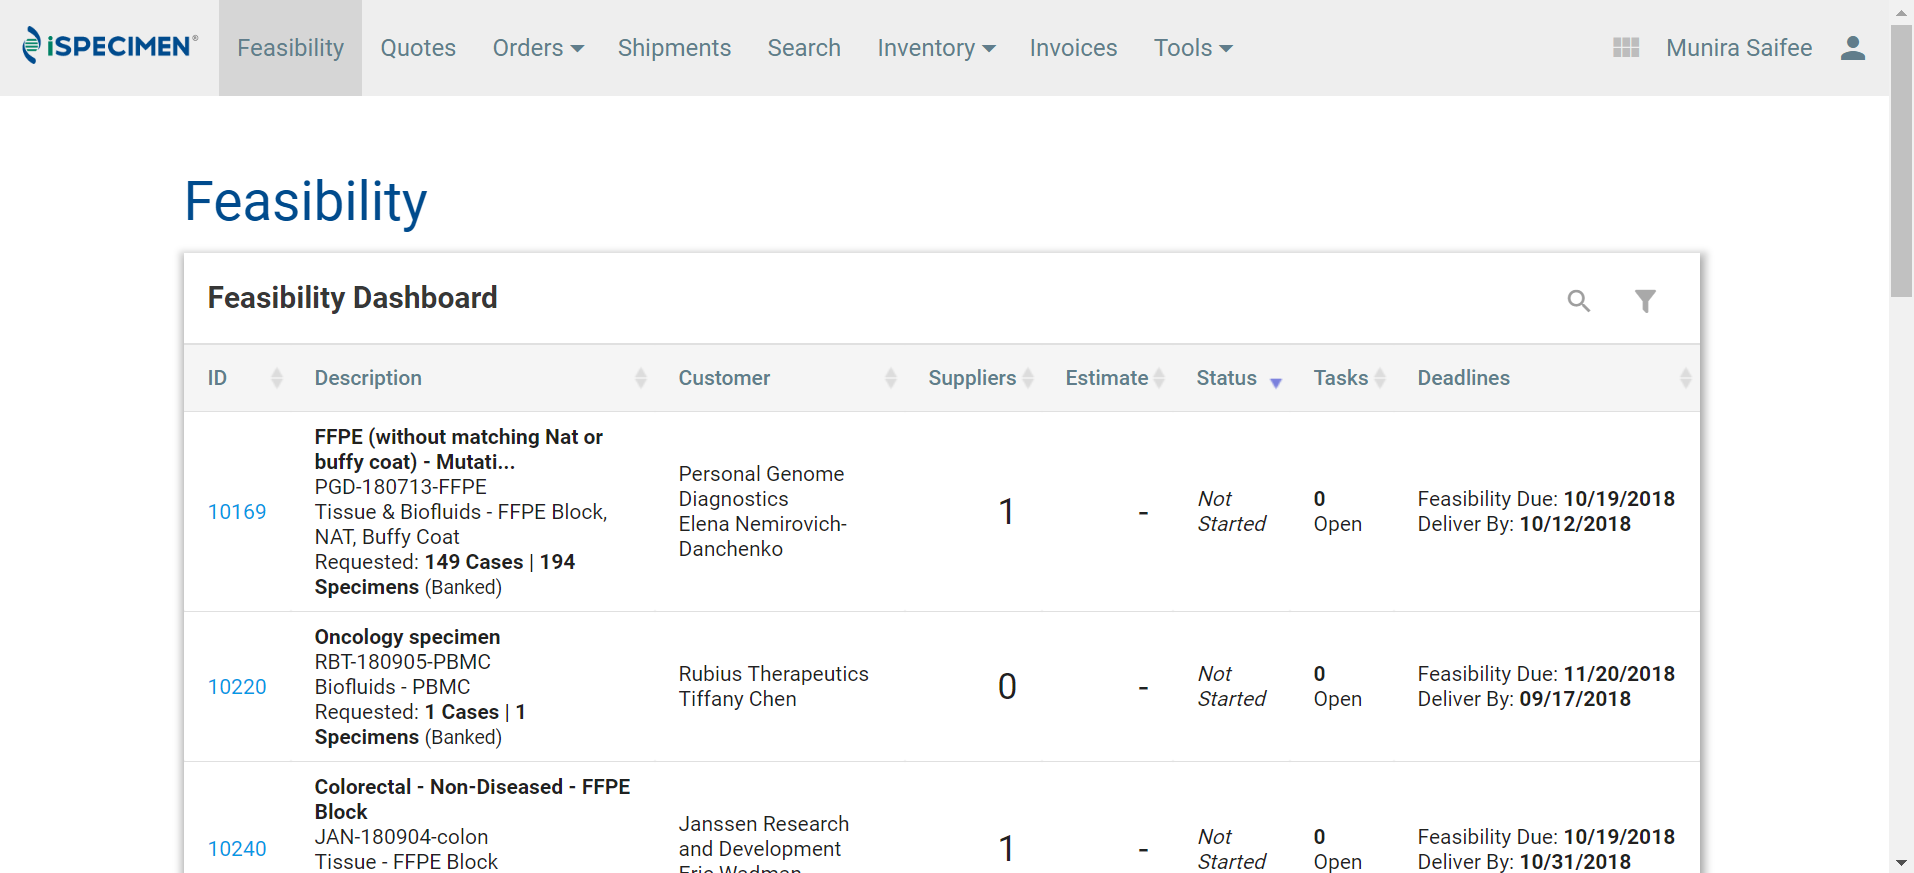 iSPECIMEN®
Feasibility
Quotes
Orders
Shipments
Search
Inventory
Invoices
Tools
Munira Saifee
Feasibility
Feasibility Dashboard
ID
Description
Customer
Suppliers
Estimate
Status
Tasks
Deadlines
10169
FFPE (without matching Nat or
buffy coat) - Mutati...
PGD-180713-FFPE
Tissue & Biofluids - FFPE Block,
NAT, Buffy Coat
Requested: 149 Cases | 194
Specimens (Banked)
Personal Genome
Diagnostics
Elena Nemirovich-
Danchenko
1
-
Not
Started
0
Open
Feasibility Due: 10/19/2018
Deliver By: 10/12/2018
10220
Oncology specimen
RBT-180905-PBMC
Biofluids - PBMC
Requested: 1 Cases | 1
Specimens (Banked)
Rubius Therapeutics
Tiffany Chen
0
-
Not
Started
0
Open
Feasibility Due: 11/20/2018
Deliver By: 09/17/2018
10240
Colorectal - Non-Diseased - FFPE
Block
JAN-180904-colon
Tissue - FFPE Block
Janssen Research
and Development
Eric Wadman
1
-
Not
Started
0
Open
Feasibility Due: 10/19/2018
Deliver By: 10/31/2018